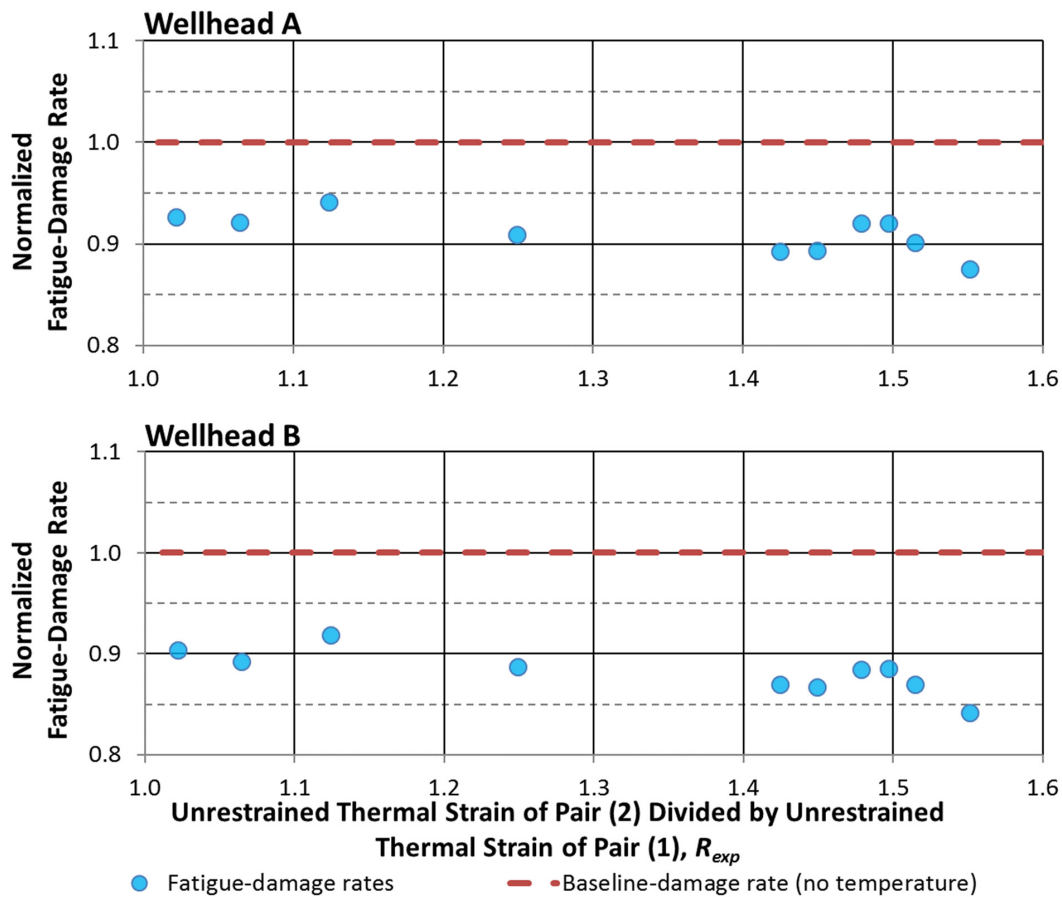 Wellhead A
Normalized
Fatigue-Damage Rate
1.1
1.0
0.9
0.8
1.0 1.1 1.2 1.3 1.4 1.5 1.6
Wellhead B
Normalized
Fatigue-Damage Rate
1.1
1.0
0.9
0.8
1.0 1.1 1.2 1.3 1.4 1.5 1.6
Unrestrained Thermal Strain of Pair (2) Divided by Unrestrained
Thermal Strain of Pair (1), Rexp
Fatigue-damage rates Baseline-damage rate (no temperature)